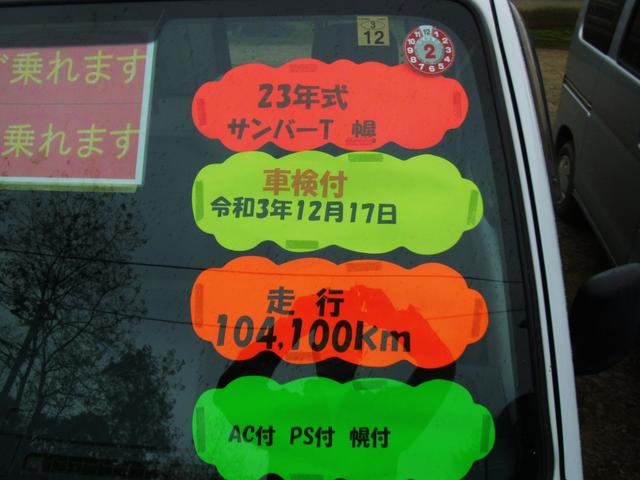 乗れます
乗れます
3
12
2
23年式
サンバーT 幌
車検付
令和3年12月17日
走 行
104,100Km
AC付 PS付 幌付